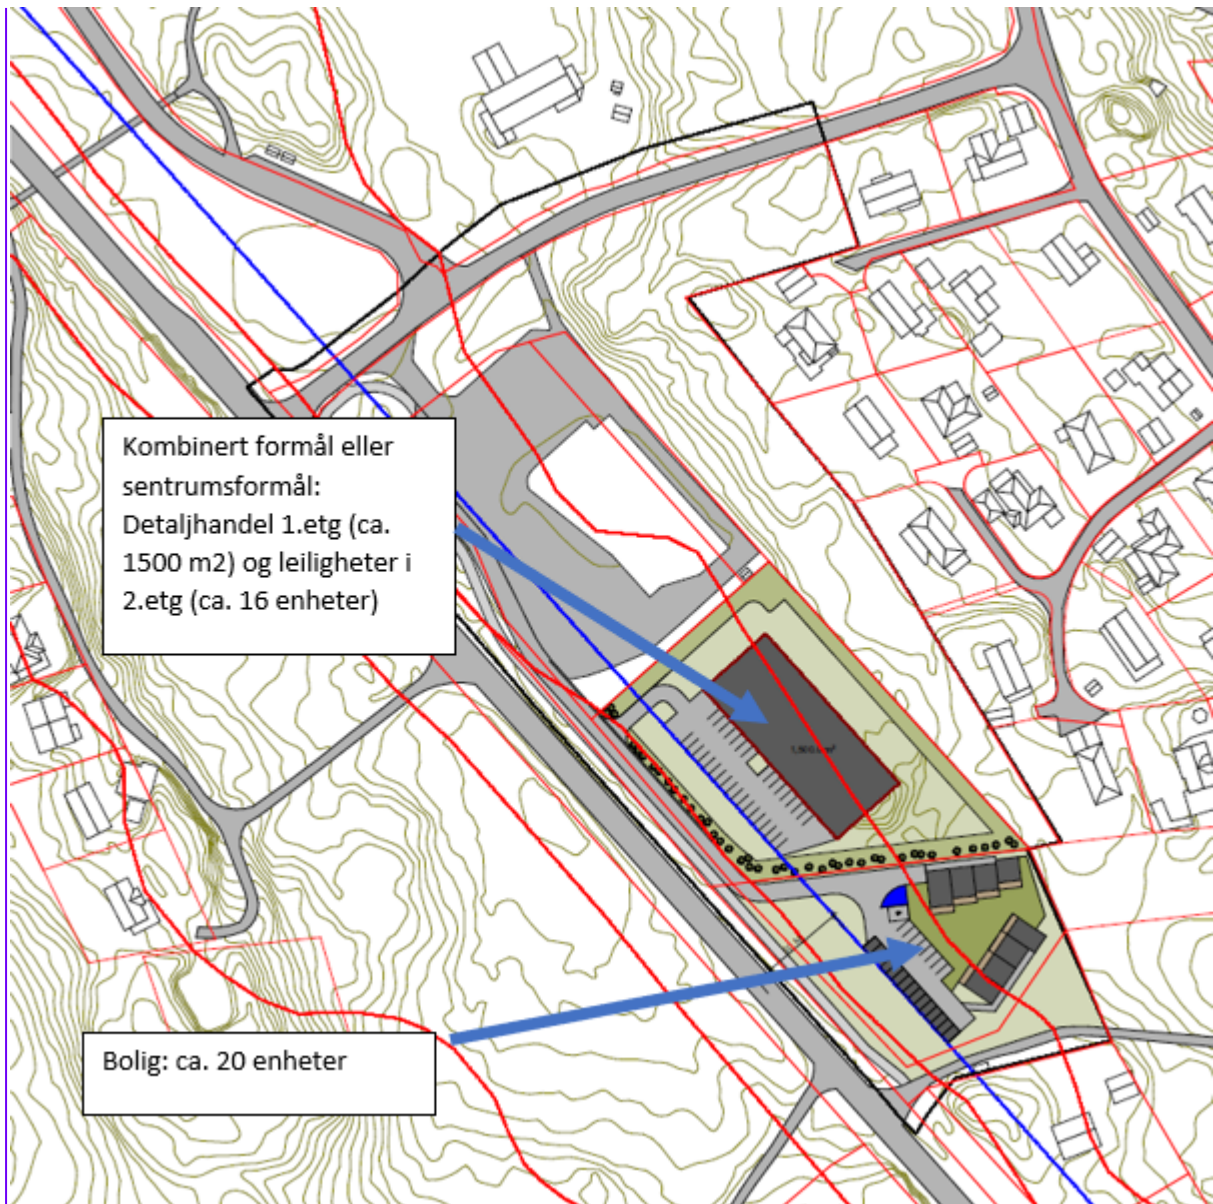 Kombinert formål eller
sentrumsformål:
Detaljhandel 1.etg (ca.
1500 m2) og leiligheter i
2.etg (ca. 16 enheter)
Bolig: ca. 20 enheter